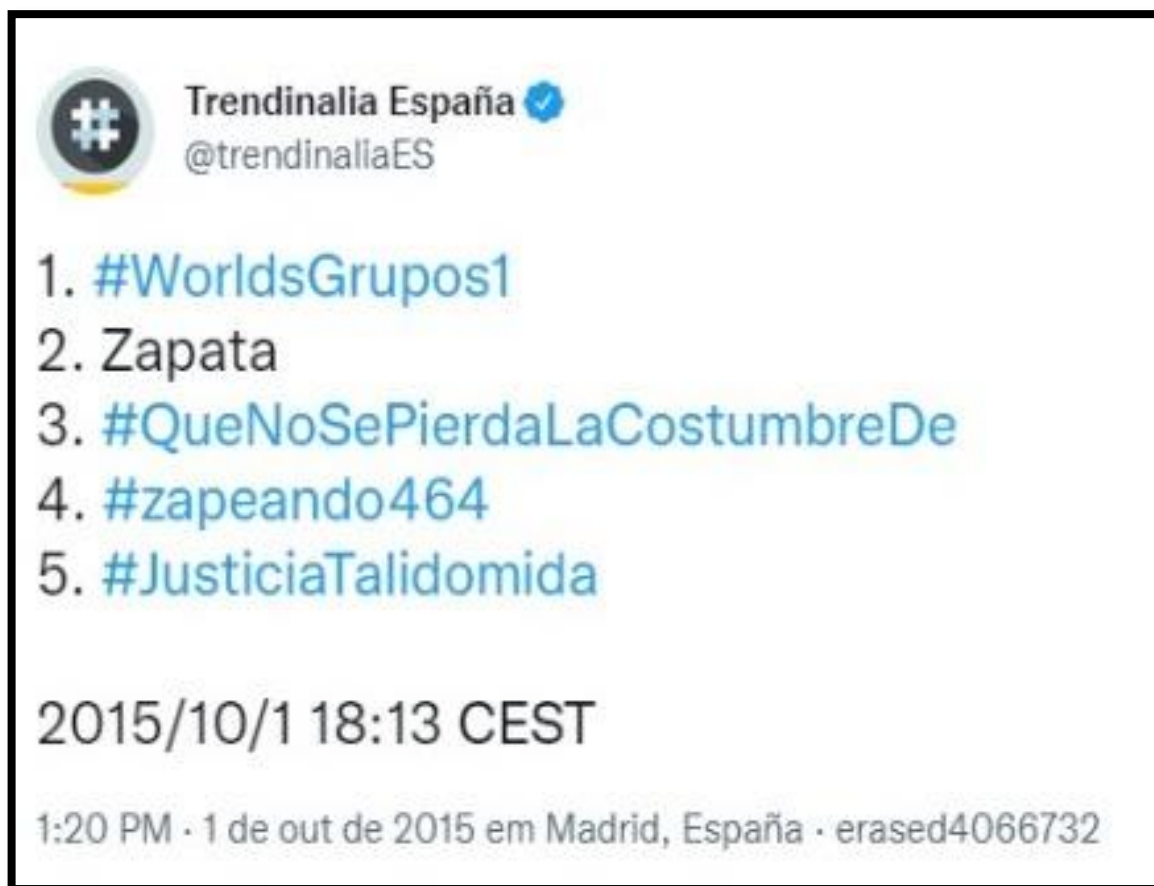 Trendinalia España
@trendinaliaES
1. #WorldsGrupos1
2. Zapata
3. #QueNoSePierdaLaCostumbreDe
4. #zapeando464
5. #JusticiaTalidomida
2015/10/1 18:13 CEST
1:20 PM · 1 de out de 2015 em Madrid, España · erased4066732